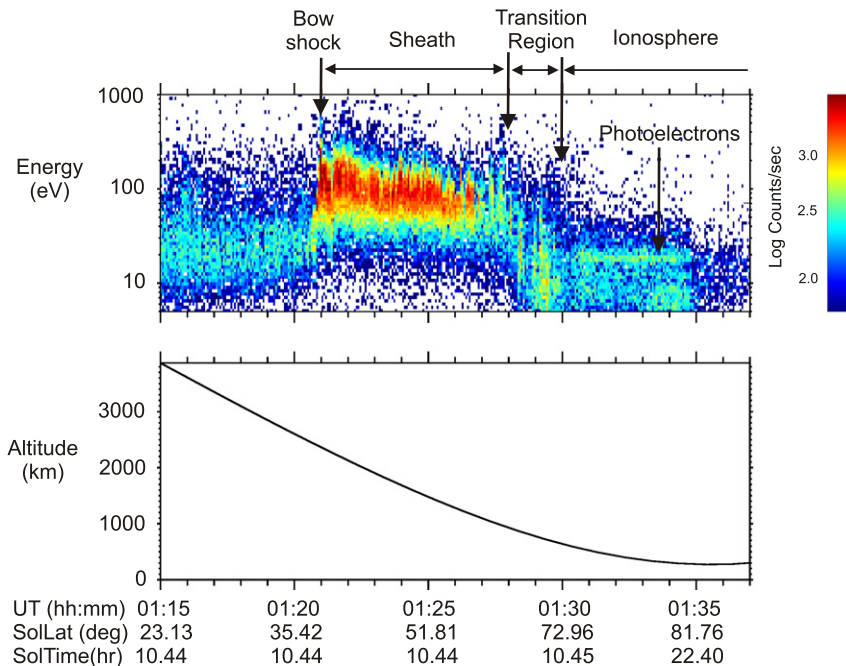 Bow
shock
Sheath
Transition
Region
Ionosphere
1000
Energy
(eV)
100
10
Photoelectrons
Log Counts/sec
3.0
2.5
2.0
Altitude
(km)
3000
2000
1000
0
UT (hh:mm) 01:15 01:20 01:25 01:30 01:35
SolLat (deg) 23.13 35.42 51.81 72.96 81.76
SolTime(hr) 10.44 10.44 10.44 10.45 22.40